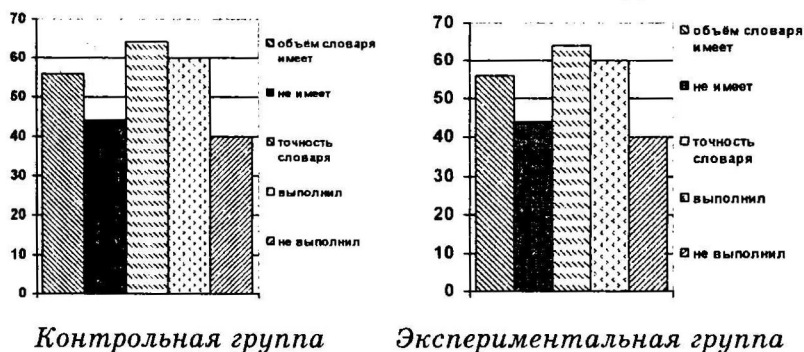 70
60
50
40
30
20
10
0
объём словаря
имеет
не имеет
точность
словаря
выполнил
не выполнил
Контрольная группа
70
60
50
40
30
20
10
0
объём словаря
имеет
не имеет
точность
словаря
выполнил
не выполнил
Экспериментальная группа